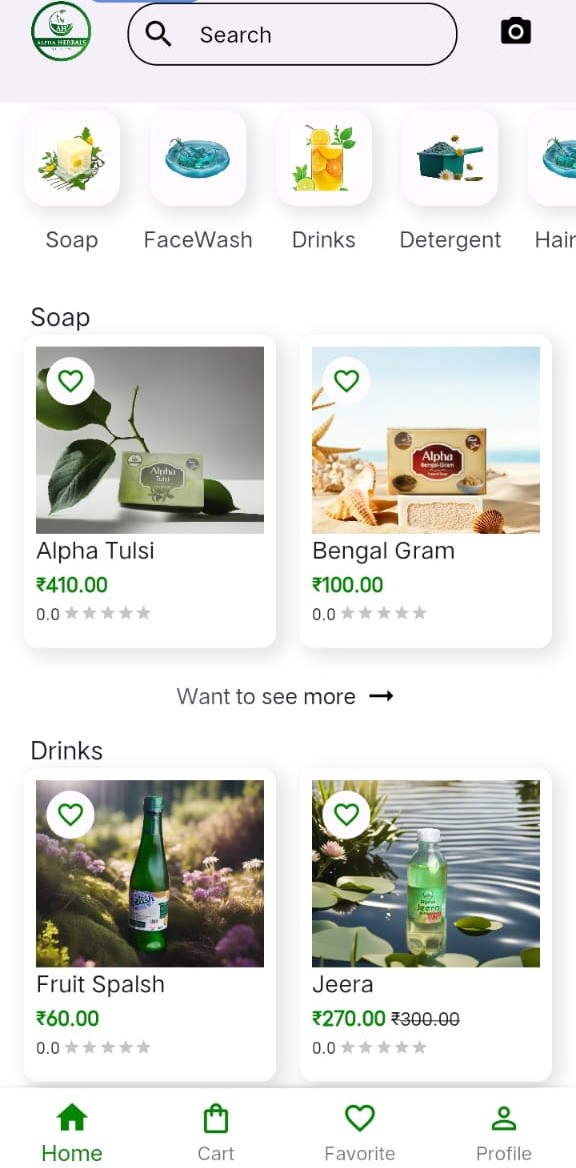 ALPHA HERBALS
Search
Soap FaceWash Drinks Detergent Hair
Soap
Alpha
Tulsi
Alpha
Bengal-Gram
Alpha Tulsi
₹410.00
0.0
Bengal Gram
₹100.00
0.0
Want to see more →
Drinks
Jeera
Fruit Spalsh
₹60.00
0.0
Jeera
₹270.00 ₹300.00
0.0
Home Cart Favorite Profile